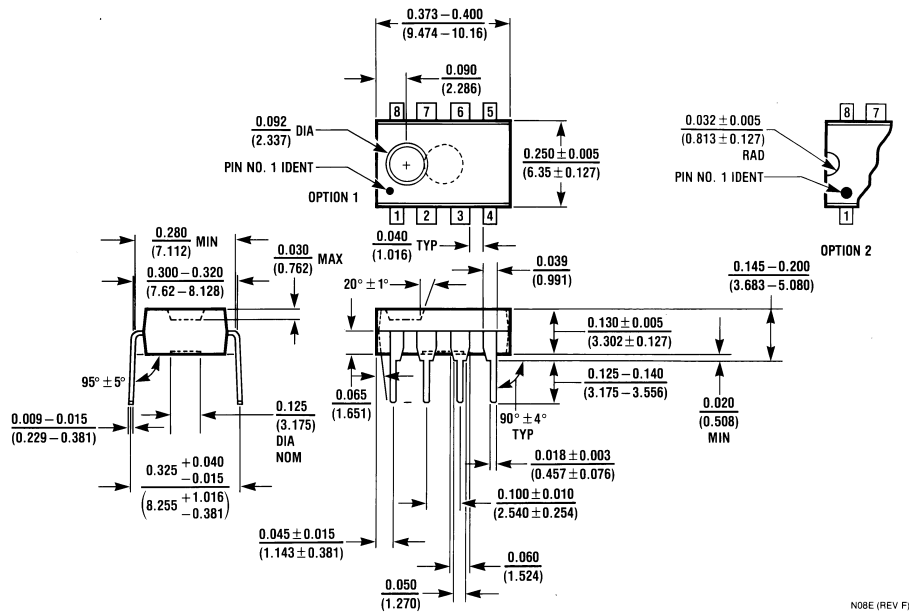 0.373 – 0.400
(9.474 – 10.16)
0.090
(2.286)
8 7 6 5
8 7
0.092 DIA
(2.337)
PIN NO. 1 IDENT
OPTION 1
0.250 ± 0.005
(6.35 ± 0.127)
0.032 ± 0.005
(0.813 ± 0.127)
RAD
PIN NO. 1 IDENT
1 2 3 4
1
OPTION 2
0.280 MIN
(7.112)
0.300 – 0.320
(7.62 – 8.128)
0.030 MAX
(0.762)
0.040 TYP
(1.016)
0.039
(0.991)
20° ± 1°
0.145 – 0.200
(3.683 – 5.080)
0.130 ± 0.005
(3.302 ± 0.127)
95° ± 5°
0.065
(1.651)
0.125 – 0.140
(3.175 – 3.556)
90° ± 4°
TYP
0.020
(0.508)
MIN
0.009 – 0.015
(0.229 – 0.381)
0.125
(3.175)
DIA
NOM
0.018 ± 0.003
(0.457 ± 0.076)
0.325 +0.040
–0.015
(8.255 +1.016
–0.381)
0.100 ± 0.010
(2.540 ± 0.254)
0.045 ± 0.015
(1.143 ± 0.381)
0.060
(1.524)
0.050
(1.270)
N08E (REV F)